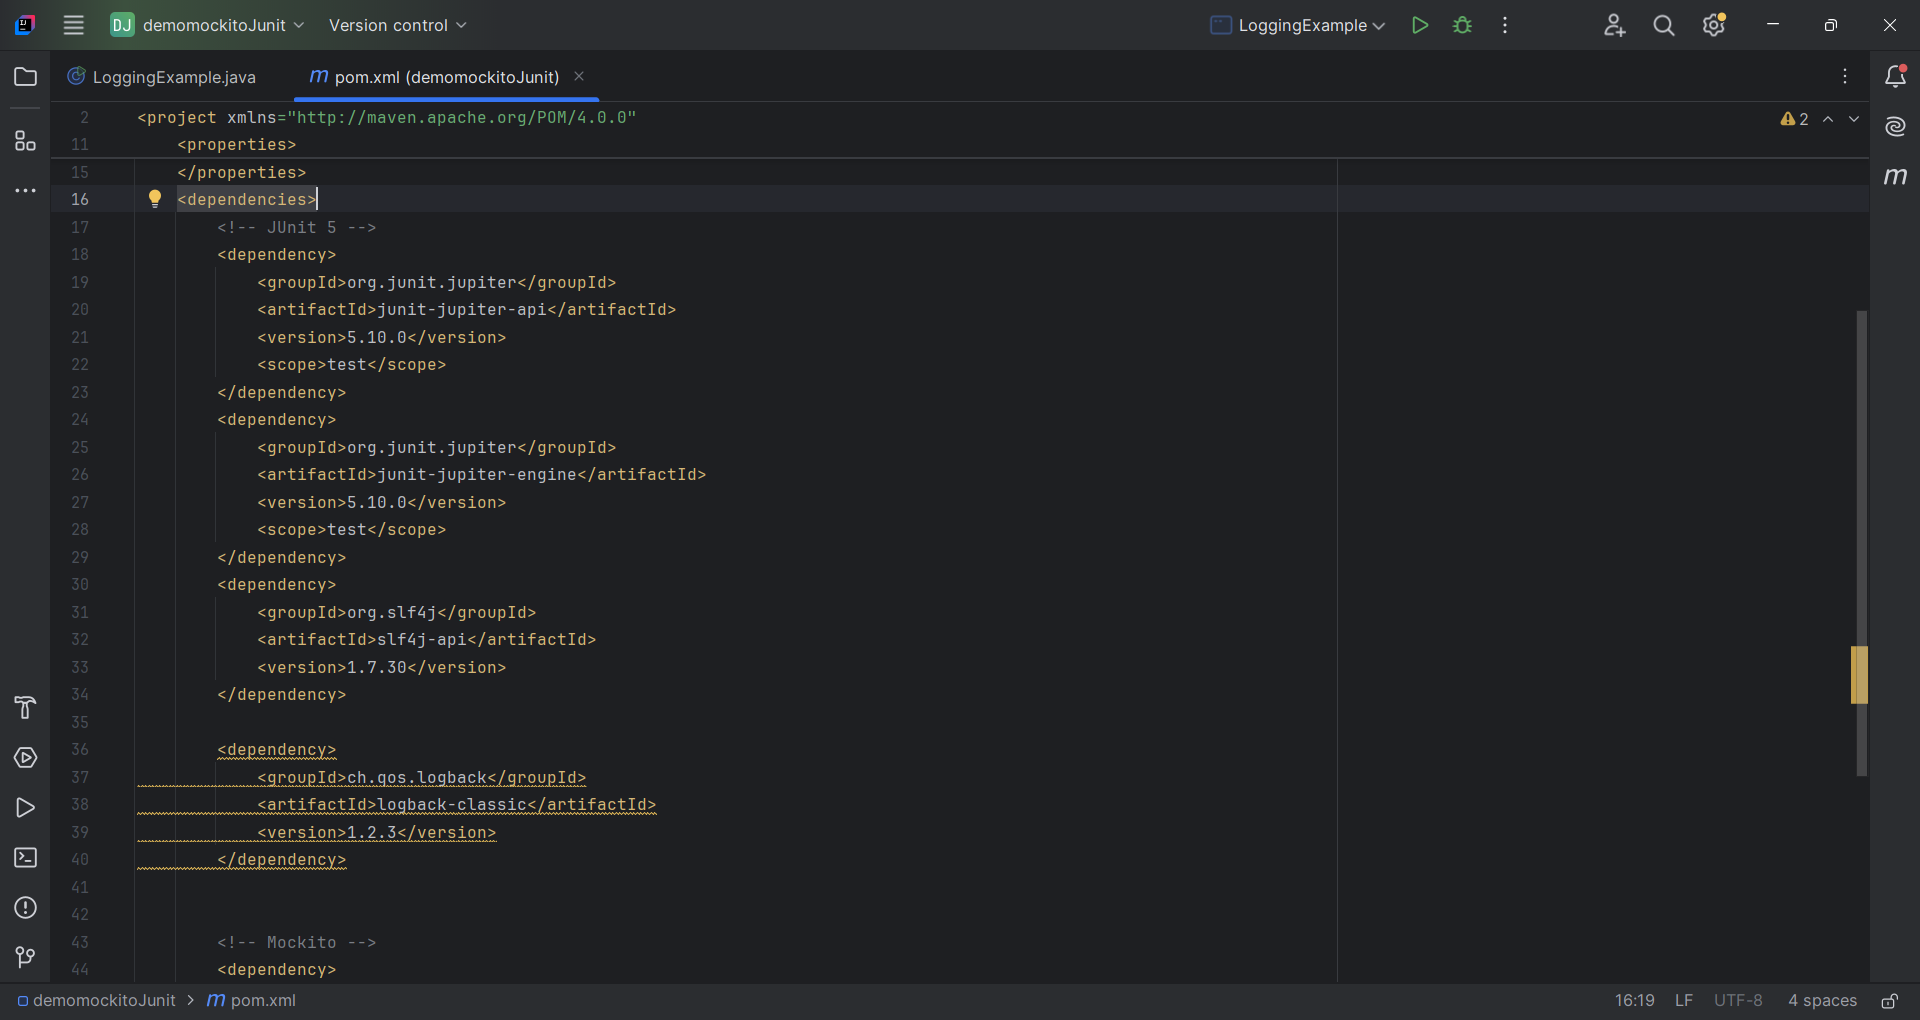 DJ demomockitoJunit Version control LoggingExample
LoggingExample.java m pom.xml (demomockitoJunit)
2 <project xmlns="http://maven.apache.org/POM/4.0.0" 2
11 <properties>
15 </properties>
16 <dependencies>
17 <!-- JUnit 5 -->
18 <dependency>
19 <groupId>org.junit.jupiter</groupId>
20 <artifactId>junit-jupiter-api</artifactId>
21 <version>5.10.0</version>
22 <scope>test</scope>
23 </dependency>
24 <dependency>
25 <groupId>org.junit.jupiter</groupId>
26 <artifactId>junit-jupiter-engine</artifactId>
27 <version>5.10.0</version>
28 <scope>test</scope>
29 </dependency>
30 <dependency>
31 <groupId>org.slf4j</groupId>
32 <artifactId>slf4j-api</artifactId>
33 <version>1.7.30</version>
34 </dependency>
35
36 <dependency>
37 <groupId>ch.qos.logback</groupId>
38 <artifactId>logback-classic</artifactId>
39 <version>1.2.3</version>
40 </dependency>
41
42
43 <!-- Mockito -->
44 <dependency>
demomockitoJunit > m pom.xml 16:19 LF UTF-8 4 spaces